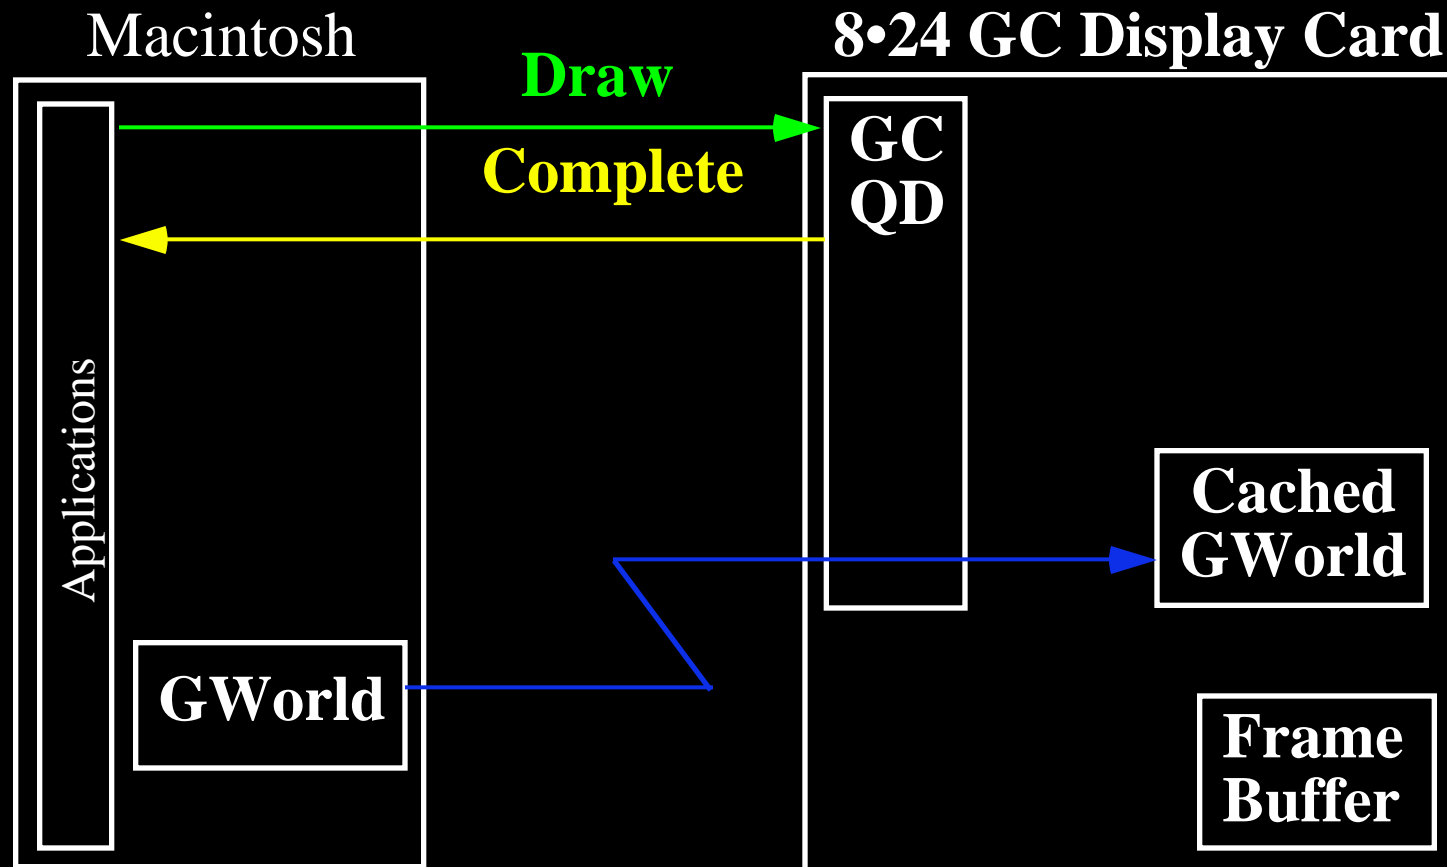 Macintosh
8•24 GC Display Card
Draw
Complete
GC
QD
Applications
Cached
GWorld
GWorld
Frame
Buffer